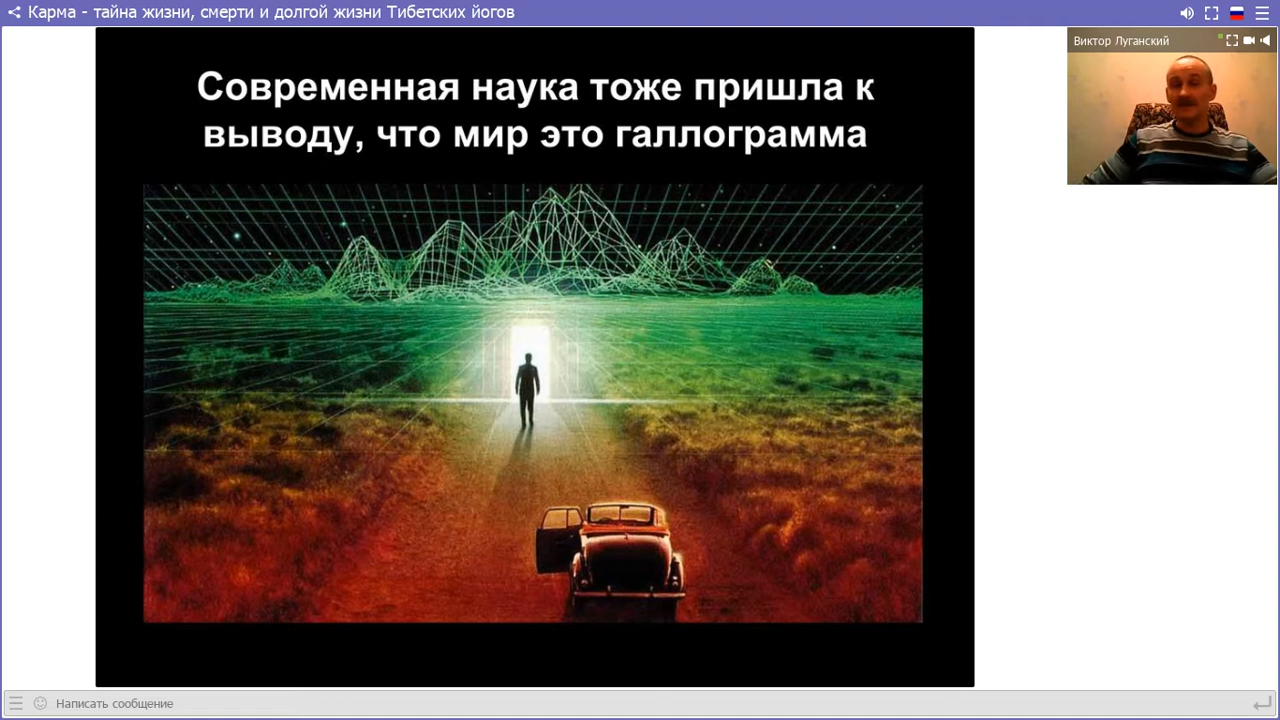 Карма - тайна жизни, смерти и долгой жизни Тибетских йогов
Виктор Луганский
Современная наука тоже пришла к
выводу, что мир это галлограмма
Написать сообщение